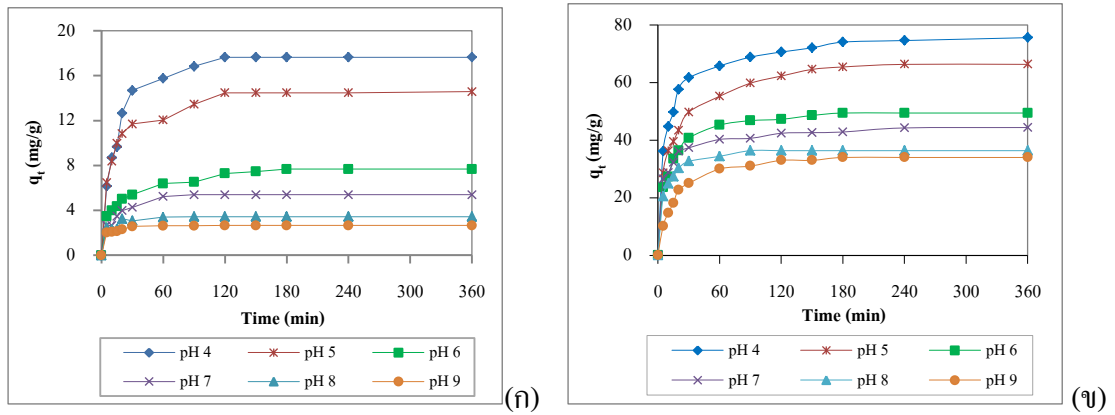 20
16
12
8
4
0
q_t (mg/g)
0 60 120 180 240 300 360
Time (min)
pH 4 pH 5 pH 6
pH 7 pH 8 pH 9
(ก)
80
60
40
20
0
q_t (mg/g)
0 60 120 180 240 300 360
Time (min)
pH 4 pH 5 pH 6
pH 7 pH 8 pH 9
(ข)